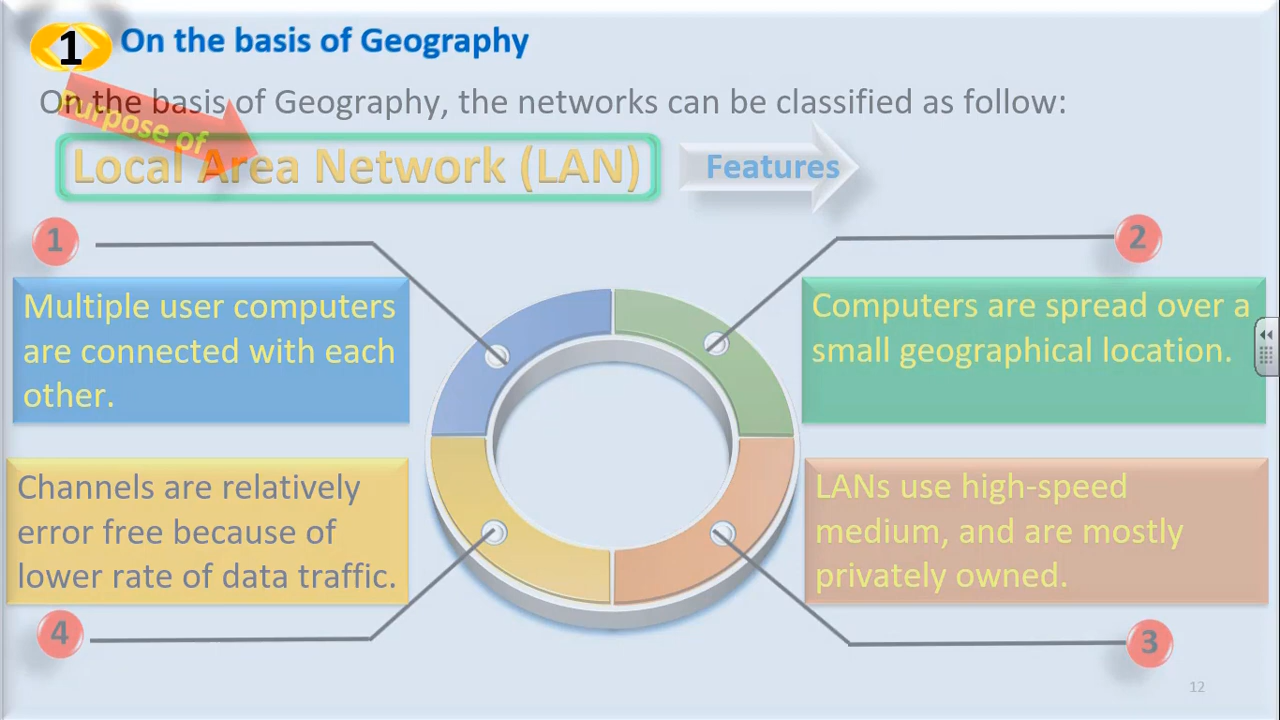 1 On the basis of Geography
On the basis of Geography, the networks can be classified as follow:
Purpose of
Local Area Network (LAN)
Features
1
Multiple user computers
are connected with each
other.
2
Computers are spread over a
small geographical location.
Channels are relatively
error free because of
lower rate of data traffic.
4
LANs use high-speed
medium, and are mostly
privately owned.
3
12